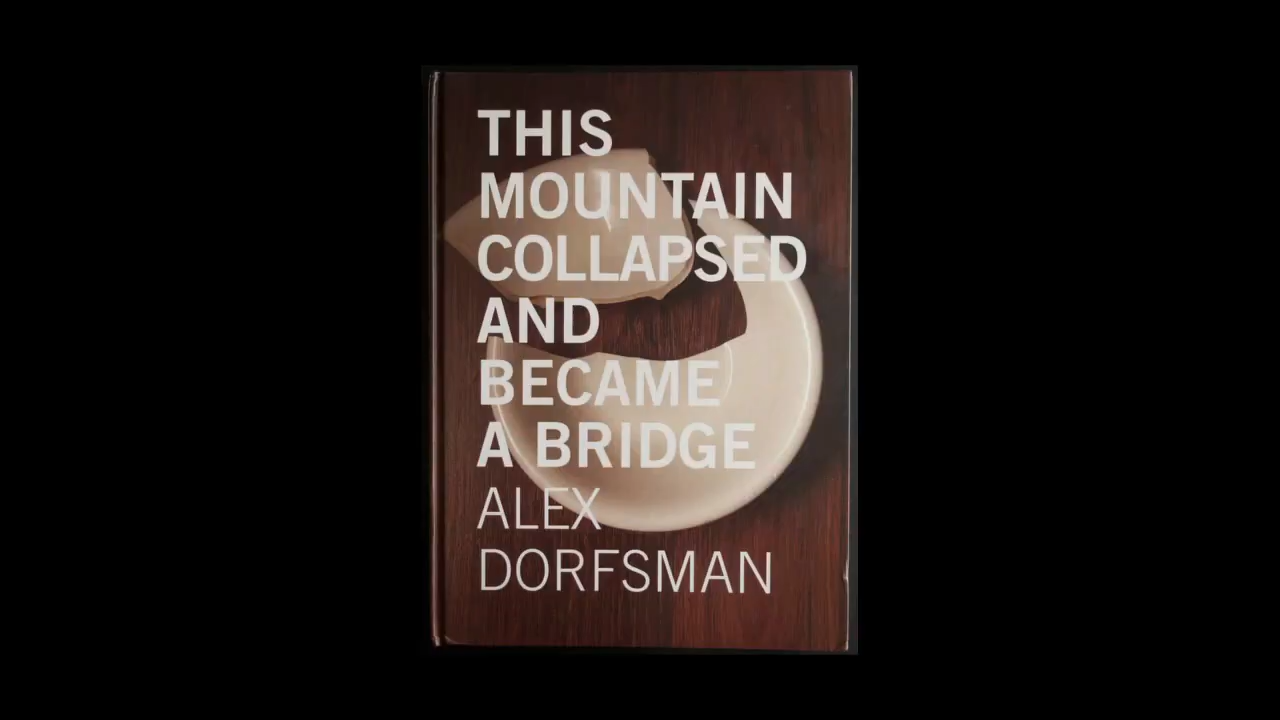 THIS
MOUNTAIN
COLLAPSED
AND
BECAME
A BRIDGE
ALEX
DORFSMAN